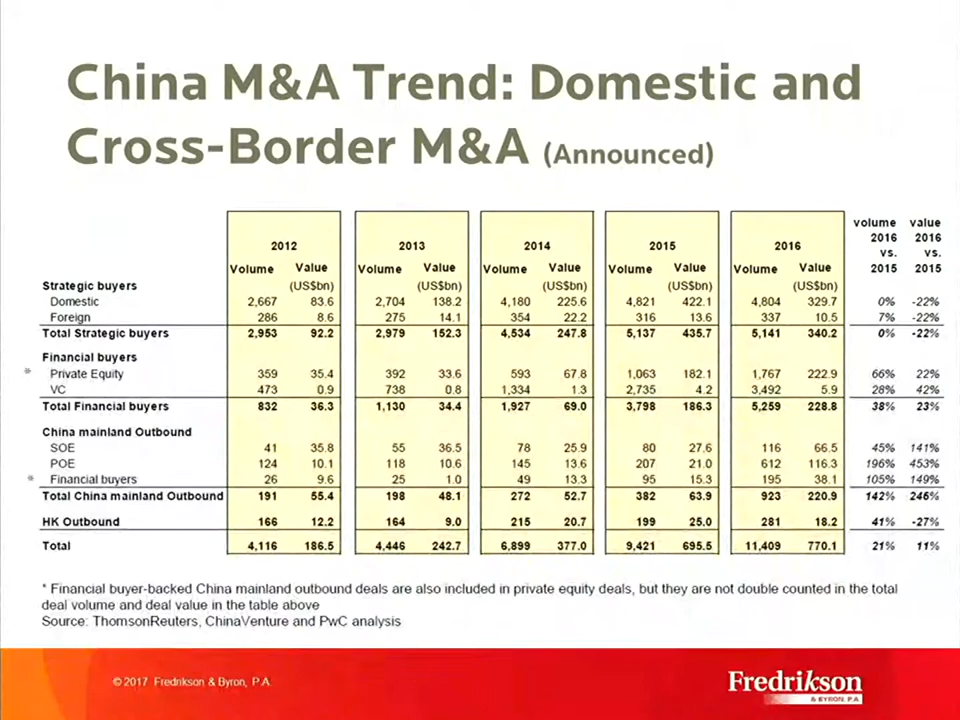 China M&A Trend: Domestic and
Cross-Border M&A (Announced)
2012 2013 2014 2015 2016 volume 2016 vs. 2015 value 2016 vs. 2015
Volume Value Volume Value Volume Value Volume Value Volume Value
Strategic buyers (US$bn) (US$bn) (US$bn) (US$bn) (US$bn)
Domestic 2,667 83.6 2,704 138.2 4,180 225.6 4,821 422.1 4,804 329.7 0% -22%
Foreign 286 8.6 275 14.1 354 22.2 316 13.6 337 10.5 7% -22%
Total Strategic buyers 2,953 92.2 2,979 152.3 4,534 247.8 5,137 435.7 5,141 340.2 0% -22%
Financial buyers
* Private Equity 359 35.4 392 33.6 593 67.8 1,063 182.1 1,767 222.9 66% 22%
VC 473 0.9 738 0.8 1,334 1.3 2,735 4.2 3,492 5.9 28% 42%
Total Financial buyers 832 36.3 1,130 34.4 1,927 69.0 3,798 186.3 5,259 228.8 38% 23%
China mainland Outbound
SOE 41 35.8 55 36.5 78 25.9 80 27.6 116 66.5 45% 141%
POE 124 10.1 118 10.6 145 13.6 207 21.0 612 116.3 196% 453%
* Financial buyers 26 9.6 25 1.0 49 13.3 95 15.3 195 38.1 105% 149%
Total China mainland Outbound 191 55.4 198 48.1 272 52.7 382 63.9 923 220.9 142% 246%
HK Outbound 166 12.2 164 9.0 215 20.7 199 25.0 281 18.2 41% -27%
Total 4,116 186.5 4,446 242.7 6,899 377.0 9,421 695.5 11,409 770.1 21% 11%
* Financial buyer-backed China mainland outbound deals are also included in private equity deals, but they are not double counted in the total
deal volume and deal value in the table above
Source: ThomsonReuters, ChinaVenture and PwC analysis
© 2017 Fredrikson & Byron, P.A.
Fredrikson
& BYRON, P.A.